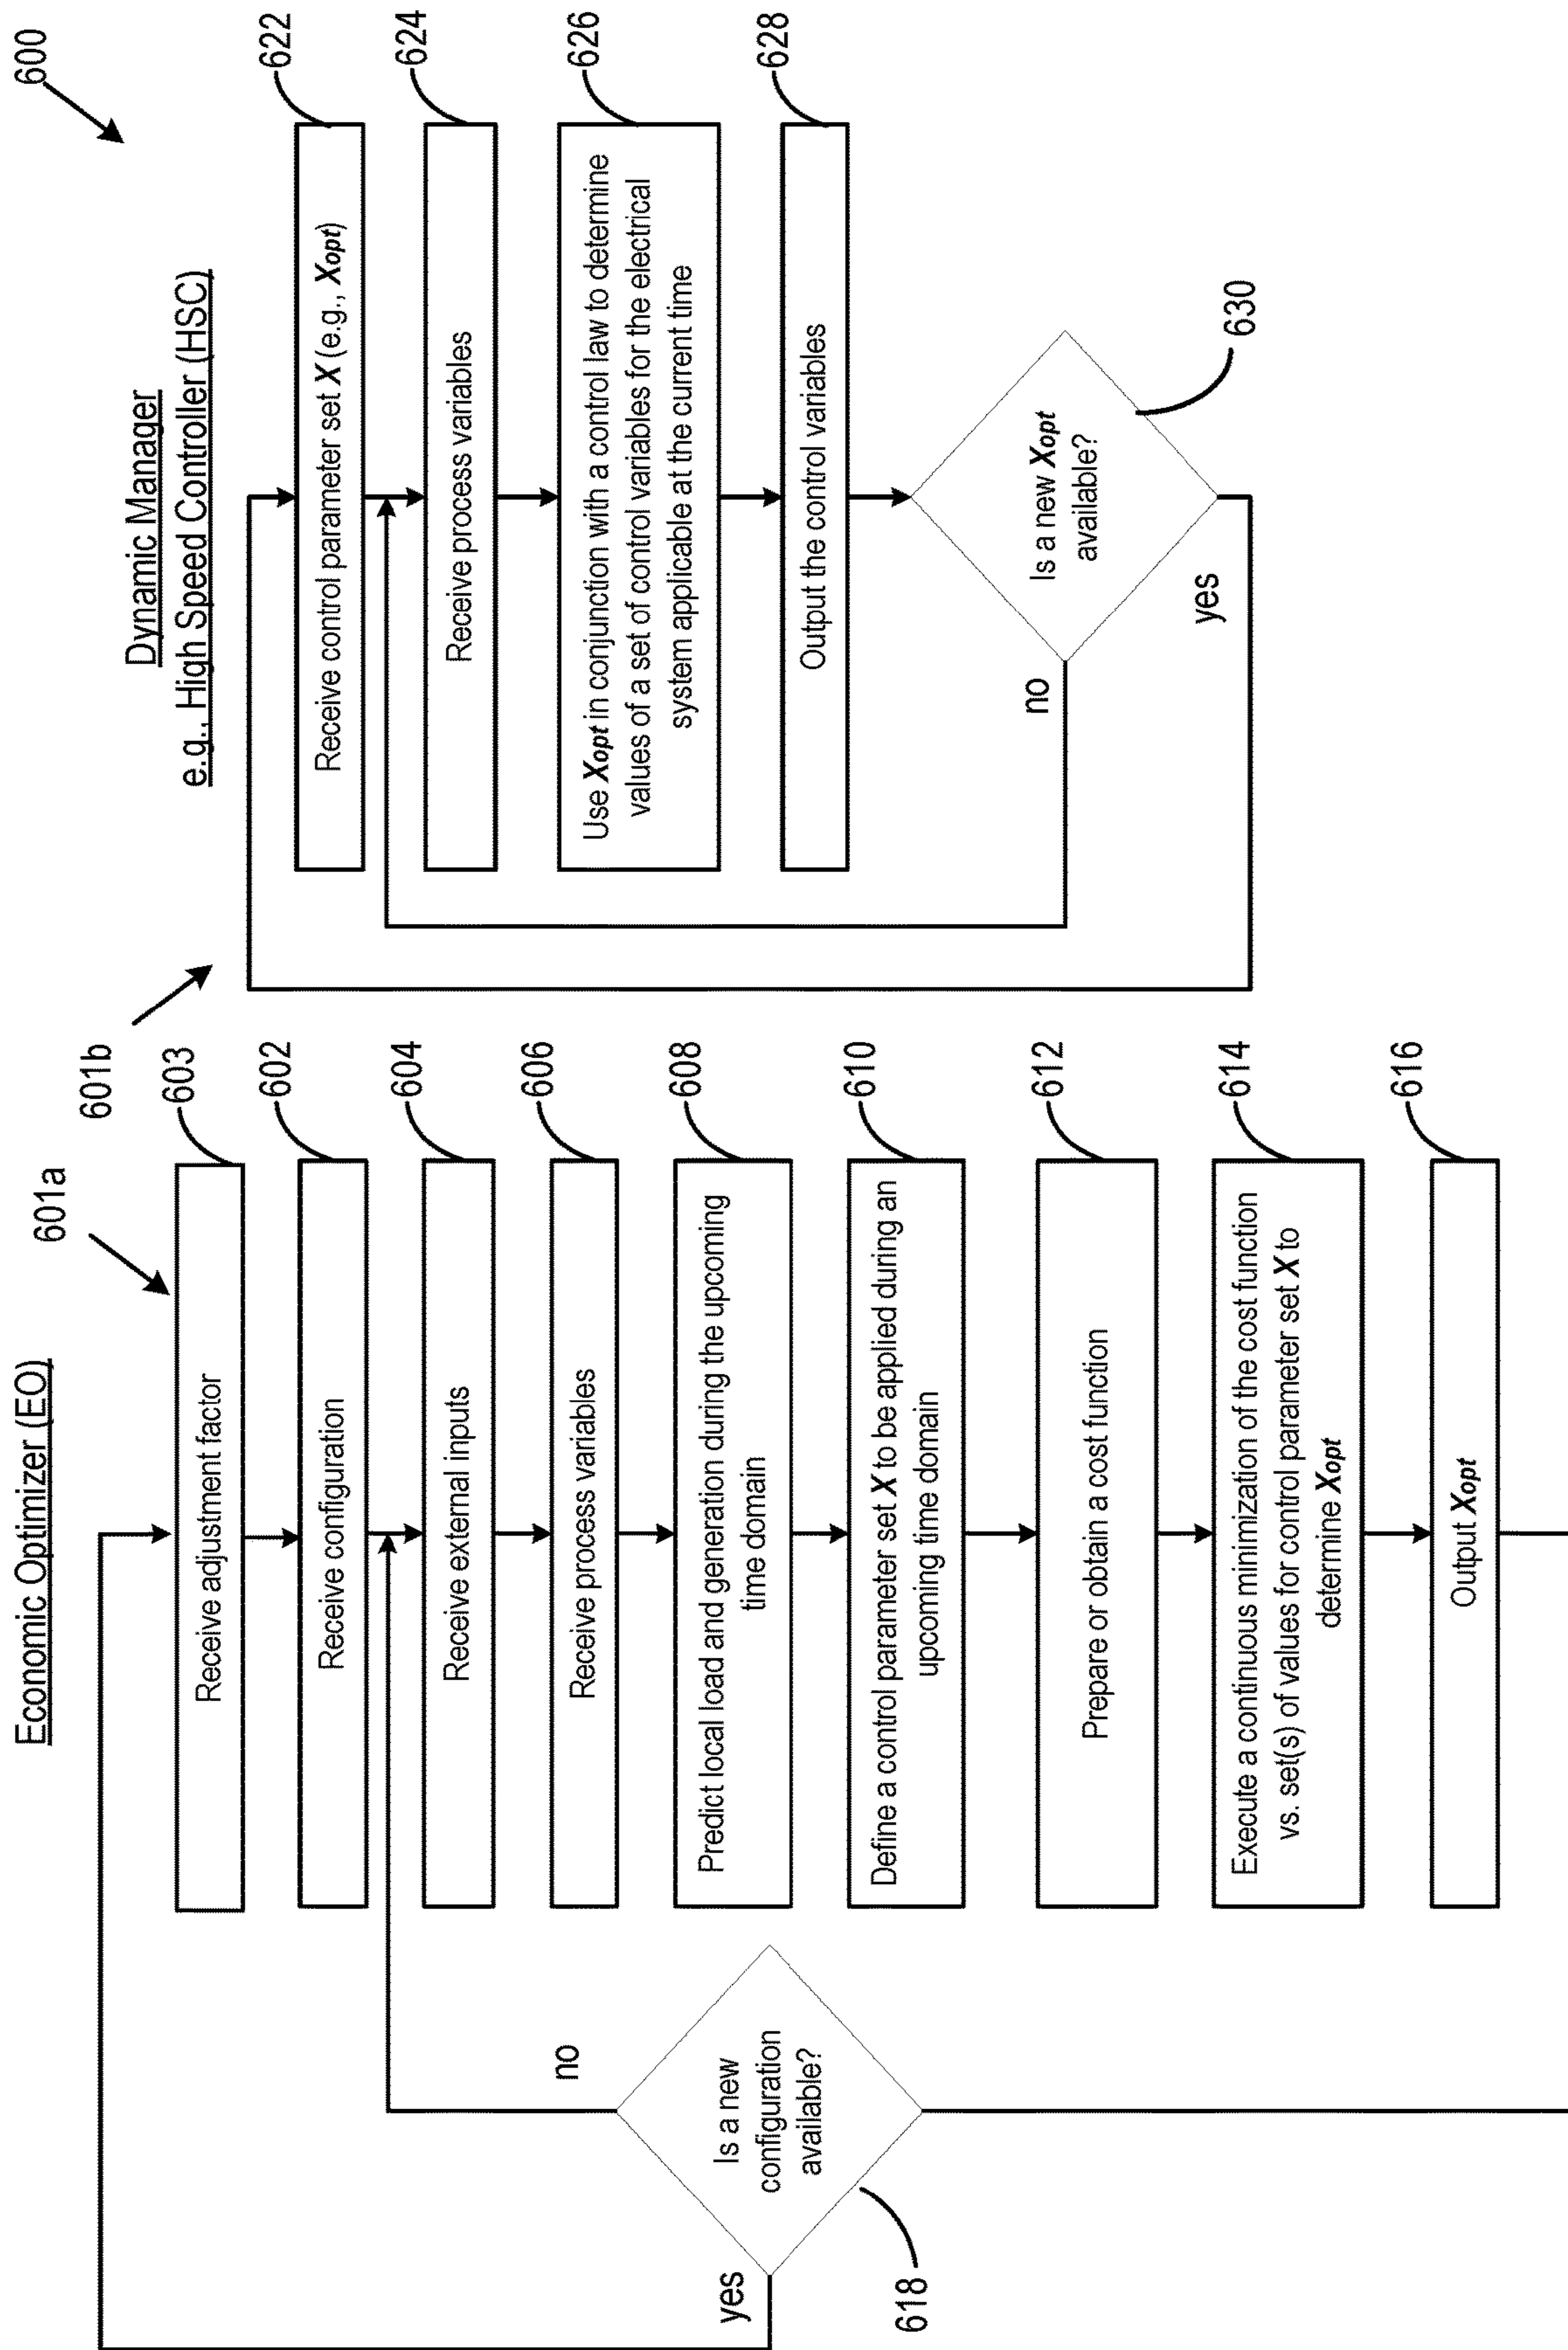 600
Economic Optimizer (EO)
601a
603
Receive adjustment factor
602
Receive configuration
604
Receive external inputs
606
Receive process variables
608
Predict local load and generation during the upcoming
time domain
610
Define a control parameter set X to be applied during an
upcoming time domain
612
Prepare or obtain a cost function
614
Execute a continuous minimization of the cost function
vs. set(s) of values for control parameter set X to
determine Xopt
616
Output Xopt
Is a new
configuration
available?
no
yes
618
Dynamic Manager
e.g., High Speed Controller (HSC)
601b
622
Receive control parameter set X (e.g., Xopt)
624
Receive process variables
626
Use Xopt in conjunction with a control law to determine
values of a set of control variables for the electrical
system applicable at the current time
628
Output the control variables
Is a new Xopt
available?
no
yes
630